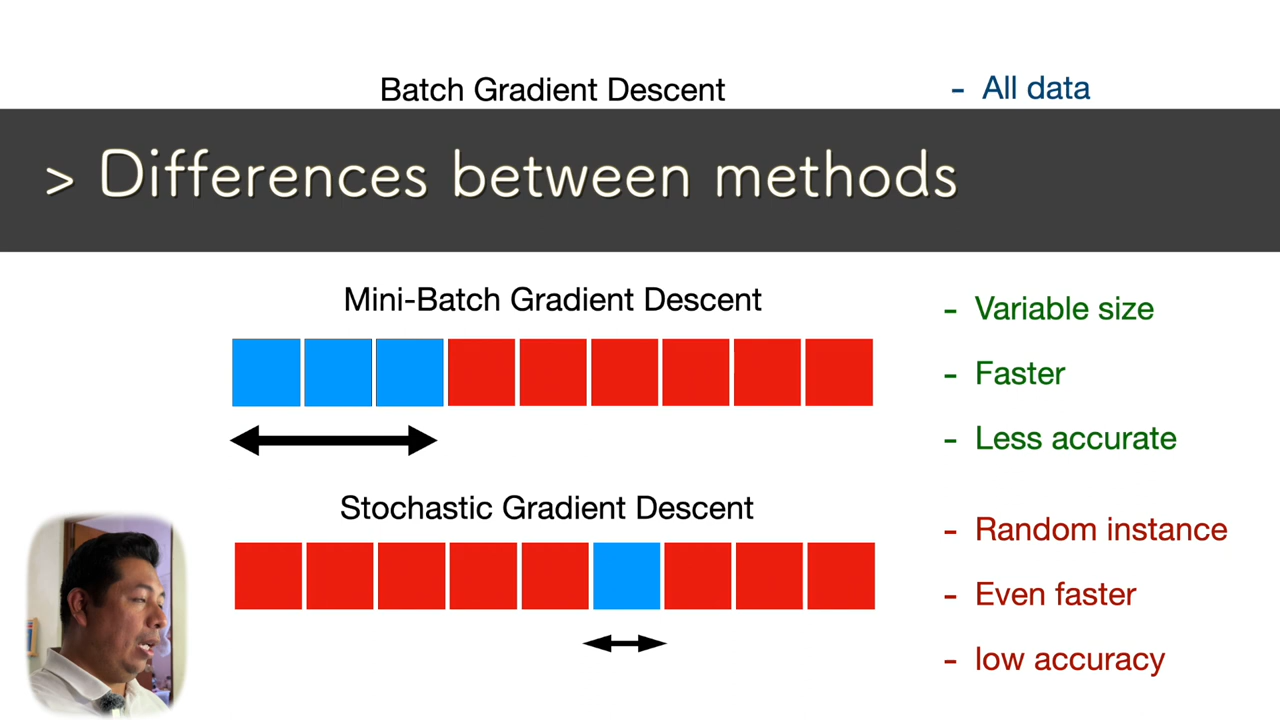 Batch Gradient Descent
- All data
> Differences between methods
Mini-Batch Gradient Descent
- Variable size
- Faster
- Less accurate
Stochastic Gradient Descent
- Random instance
- Even faster
- low accuracy